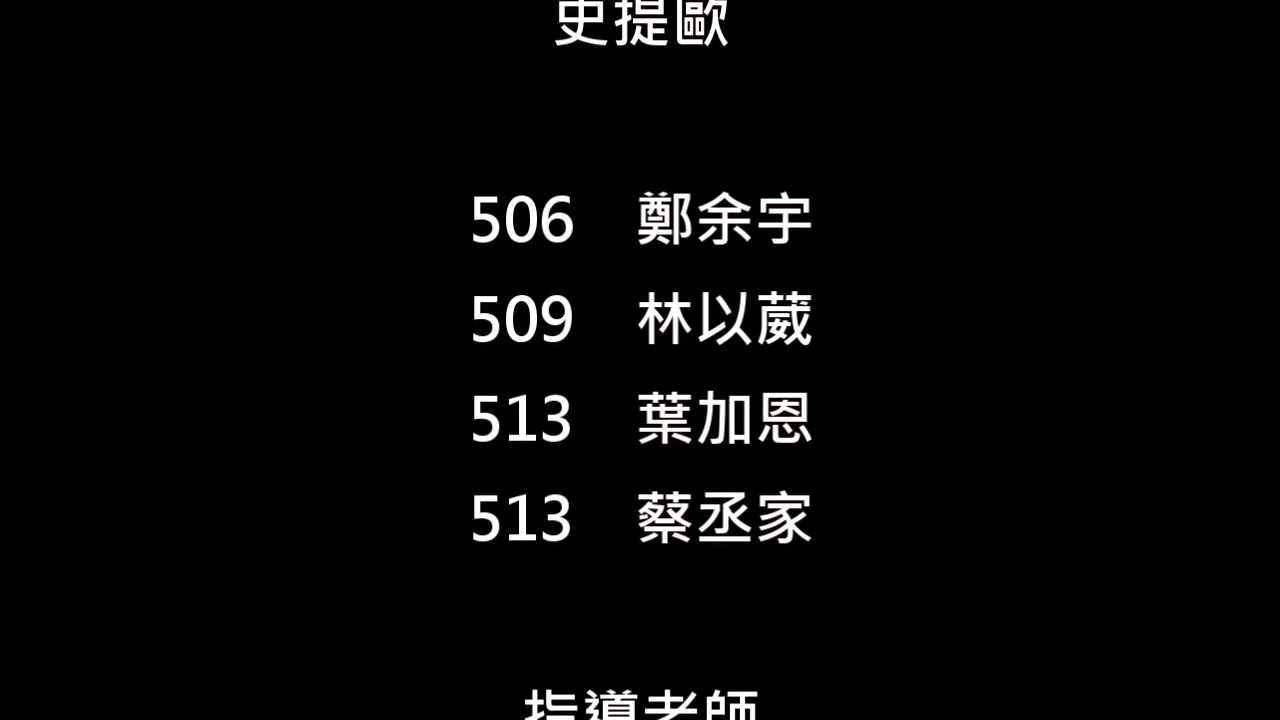 史提歐
506 鄭余宇
509 林以葳
513 葉加恩
513 蔡丞家
指導老師